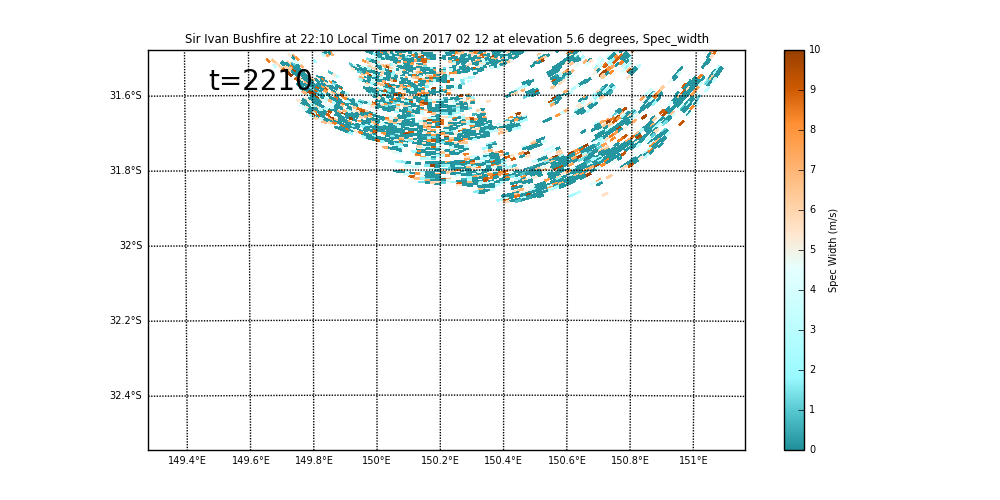 Sir Ivan Bushfire at 22:10 Local Time on 2017 02 12 at elevation 5.6 degrees, Spec_width
t=2210
31.6°S
31.8°S
32°S
32.2°S
32.4°S
149.4°E 149.6°E 149.8°E 150°E 150.2°E 150.4°E 150.6°E 150.8°E 151°E
10
9
8
7
6
5
4
3
2
1
0
Spec Width (m/s)